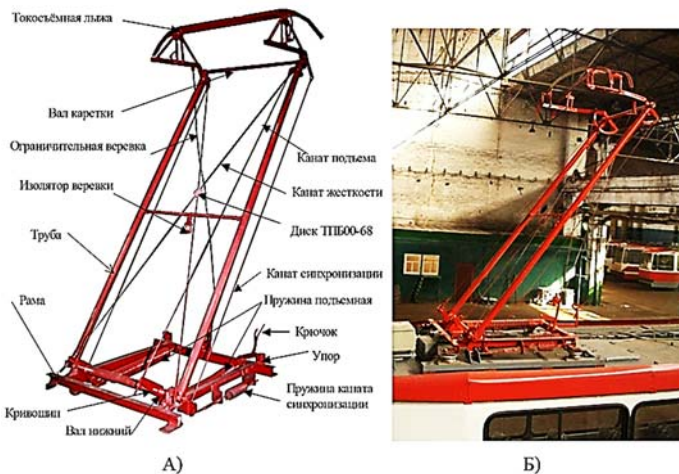 Токосъёмная лыжа
Вал каретки
Ограничительная веревка
Канат подъема
Изолятор веревки
Канат жесткости
Диск ТПБ00-68
Труба
Канат синхронизации
Рама
Пружина подъемная
Крючок
Упор
Кривошип
Пружина каната
синхронизации
Вал нижний
А)
Б)